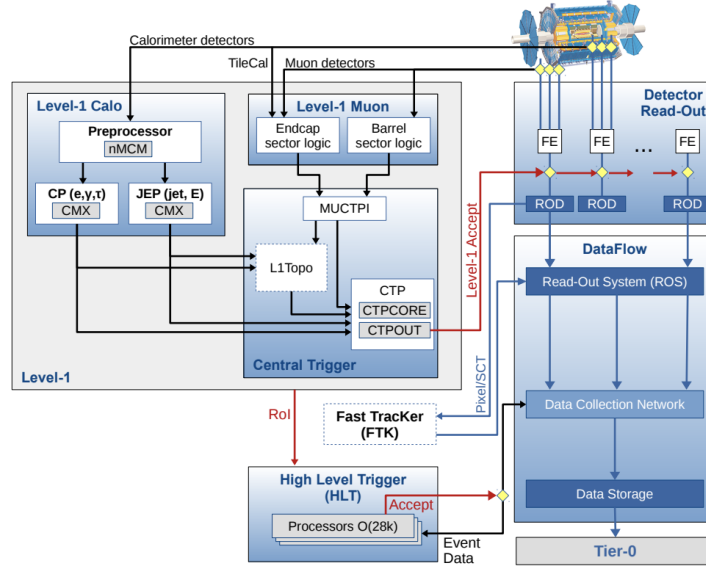 Calorimeter detectors
TileCal
Muon detectors
Detector
Read-Out
Level-1 Calo
Preprocessor
nMCM
CP (e,γ,τ)
CMX
JEP (jet, E)
CMX
Level-1 Muon
Endcap
sector logic
Barrel
sector logic
MUCTPI
L1Topo
CTP
CTPCORE
CTPOUT
Central Trigger
Level-1
Level-1 Accept
FE
FE
...
FE
ROD
ROD
ROD
DataFlow
Read-Out System (ROS)
Data Collection Network
Data Storage
Tier-0
Pixel/SCT
RoI
Fast TracKer
(FTK)
High Level Trigger
(HLT)
Accept
Processors O(28k)
Event
Data